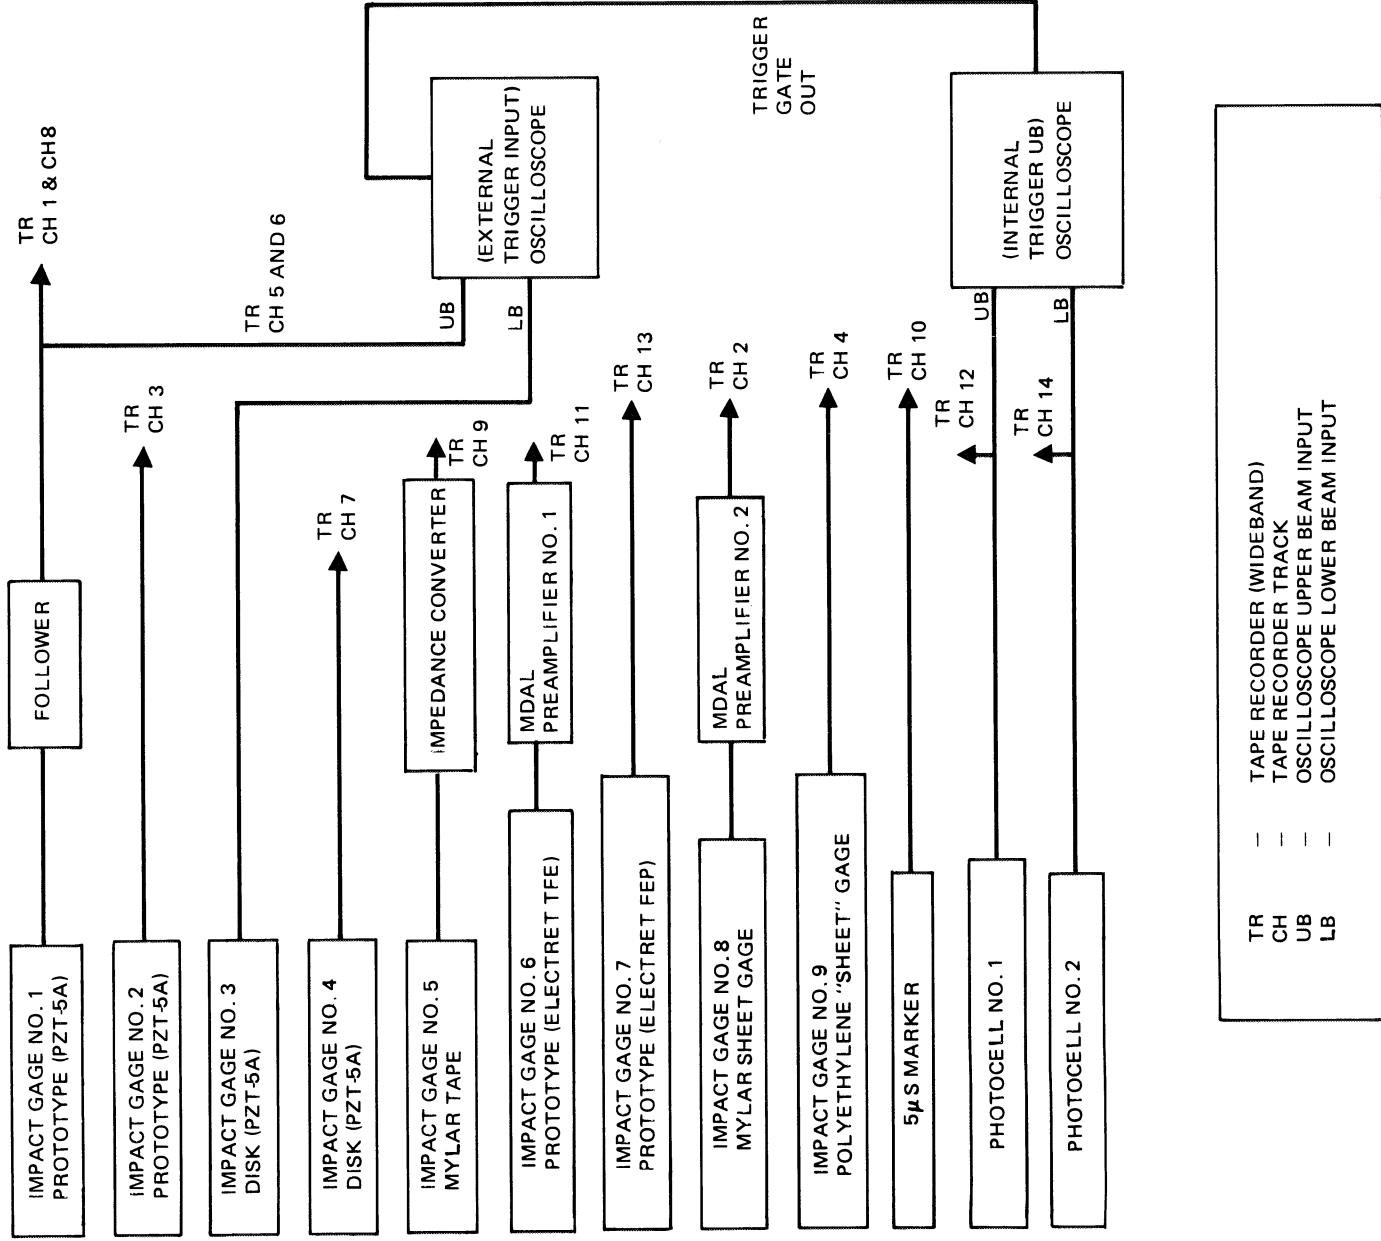 IMPACT GAGE NO. 1
PROTOTYPE (PZT-5A)
FOLLOWER
TR
CH 1 & CH8
IMPACT GAGE NO. 2
PROTOTYPE (PZT-5A)
TR
CH 3
IMPACT GAGE NO. 3
DISK (PZT-5A)
TR
CH 5 AND 6
IMPACT GAGE NO. 4
DISK (PZT-5A)
TR
CH 7
IMPACT GAGE NO. 5
MYLAR TAPE
IMPEDANCE CONVERTER
TR
CH 9
UB
LB
(EXTERNAL
TRIGGER INPUT)
OSCILLOSCOPE
IMPACT GAGE NO. 6
PROTOTYPE (ELECTRET TFE)
MDAL
PREAMPLIFIER NO. 1
TR
CH 11
IMPACT GAGE NO. 7
PROTOTYPE (ELECTRET FEP)
TR
CH 13
IMPACT GAGE NO. 8
MYLAR SHEET GAGE
MDAL
PREAMPLIFIER NO. 2
TR
CH 2
TRIGGER
GATE
OUT
IMPACT GAGE NO. 9
POLYETHYLENE "SHEET" GAGE
TR
CH 4
5μS MARKER
TR
CH 10
PHOTOCELL NO. 1
TR
CH 12
UB
PHOTOCELL NO. 2
TR
CH 14
LB
(INTERNAL
TRIGGER UB)
OSCILLOSCOPE
TR – TAPE RECORDER (WIDEBAND)
CH – TAPE RECORDER TRACK
UB – OSCILLOSCOPE UPPER BEAM INPUT
LB – OSCILLOSCOPE LOWER BEAM INPUT